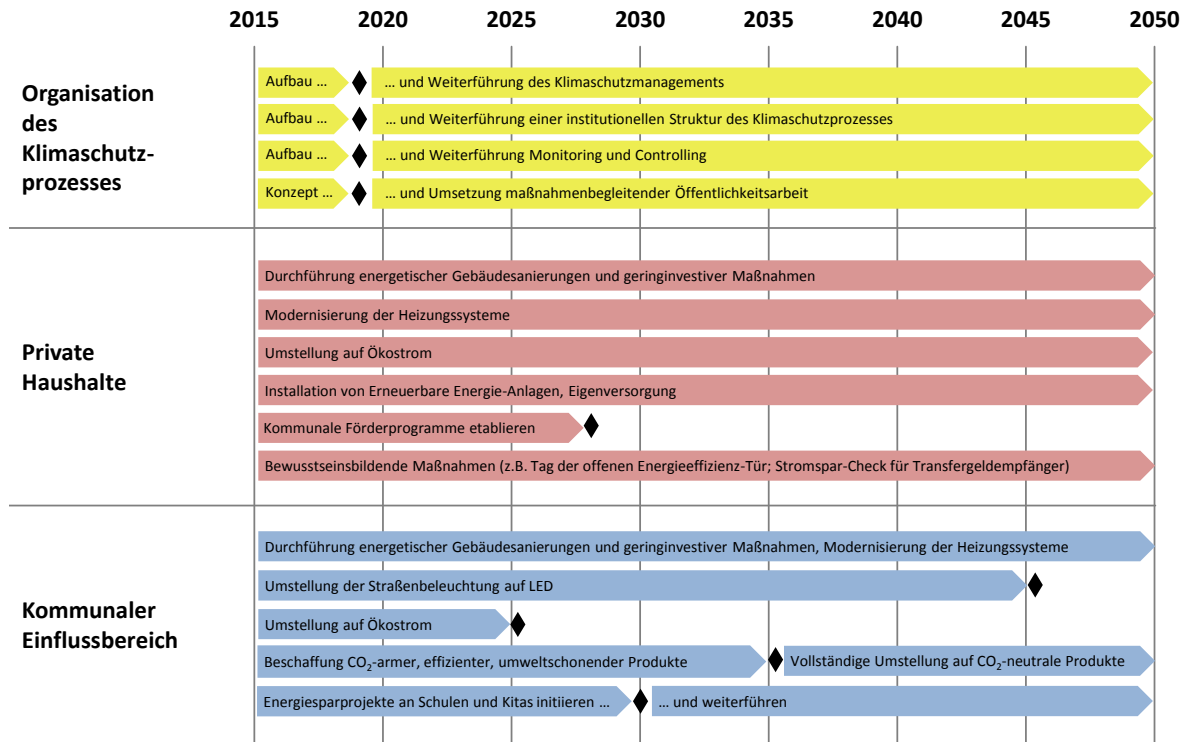 2015 2020 2025 2030 2035 2040 2045 2050
Organisation
des
Klimaschutz-
prozesses
Aufbau … … und Weiterführung des Klimaschutzmanagements
Aufbau … … und Weiterführung einer institutionellen Struktur des Klimaschutzprozesses
Aufbau … … und Weiterführung Monitoring und Controlling
Konzept … … und Umsetzung maßnahmenbegleitender Öffentlichkeitsarbeit
Private
Haushalte
Durchführung energetischer Gebäudesanierungen und geringinvestiver Maßnahmen
Modernisierung der Heizungssysteme
Umstellung auf Ökostrom
Installation von Erneuerbare Energie-Anlagen, Eigenversorgung
Kommunale Förderprogramme etablieren
Bewusstseinsbildende Maßnahmen (z.B. Tag der offenen Energieeffizienz-Tür; Stromspar-Check für Transfergeldempfänger)
Kommunaler
Einflussbereich
Durchführung energetischer Gebäudesanierungen und geringinvestiver Maßnahmen, Modernisierung der Heizungssysteme
Umstellung der Straßenbeleuchtung auf LED
Umstellung auf Ökostrom
Beschaffung CO₂-armer, effizienter, umweltschonender Produkte Vollständige Umstellung auf CO₂-neutrale Produkte
Energiesparprojekte an Schulen und Kitas initiieren … … und weiterführen